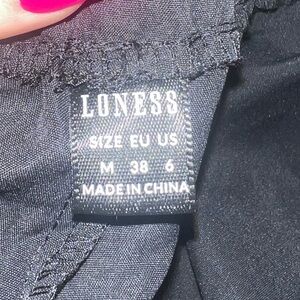 LONESS
SIZE EU US
M 38 6
MADE IN CHINA